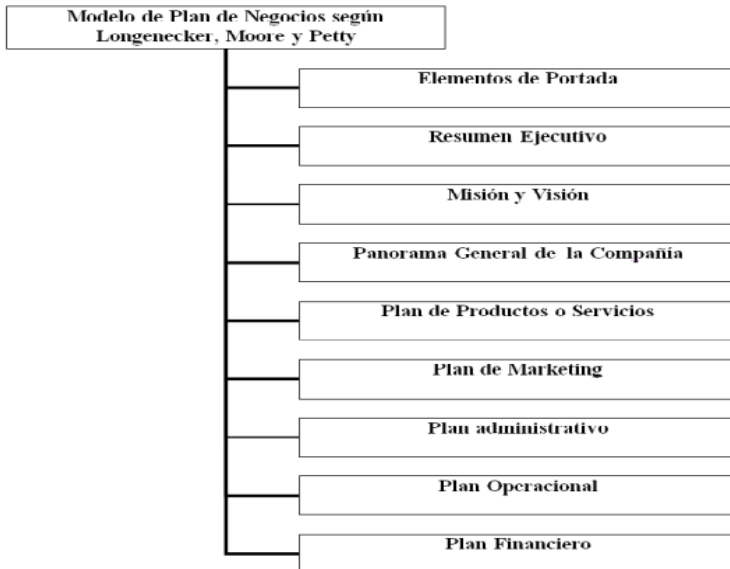 Modelo de Plan de Negocios según
Longenecker, Moore y Petty
Elementos de Portada
Resumen Ejecutivo
Misión y Visión
Panorama General de la Compañía
Plan de Productos o Servicios
Plan de Marketing
Plan administrativo
Plan Operacional
Plan Financiero